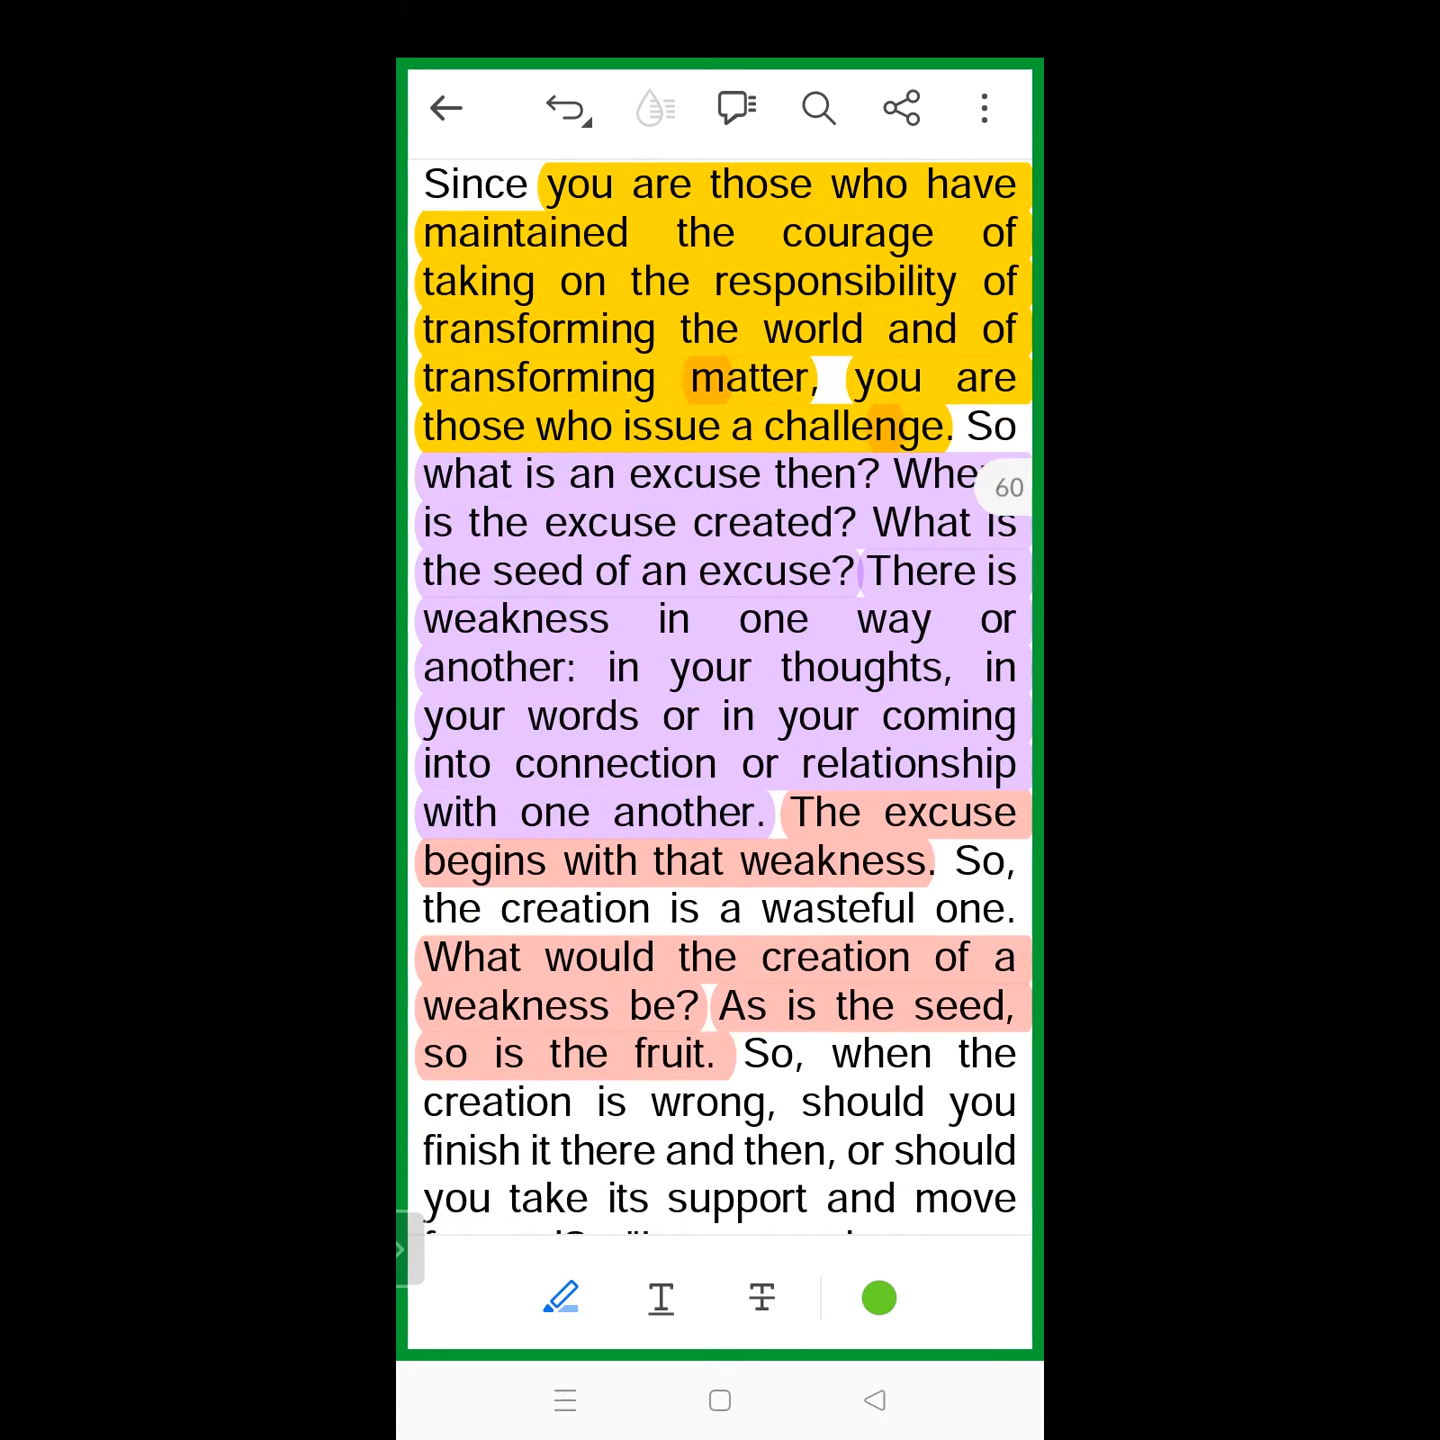 Since you are those who have
maintained the courage of
taking on the responsibility of
transforming the world and of
transforming matter, you are
those who issue a challenge. So
what is an excuse then?
60
is the excuse created? What is
the seed of an excuse? There is
weakness in one way or
another: in your thoughts, in
your words or in your coming
into connection or relationship
with one another. The excuse
begins with that weakness. So,
the creation is a wasteful one.
What would the creation of a
weakness be? As is the seed,
so is the fruit. So, when the
creation is wrong, should you
finish it there and then, or should
you take its support and move